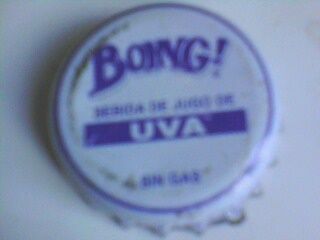 BOING!
BEBIDA DE JUGO DE
UVA
SIN GAS